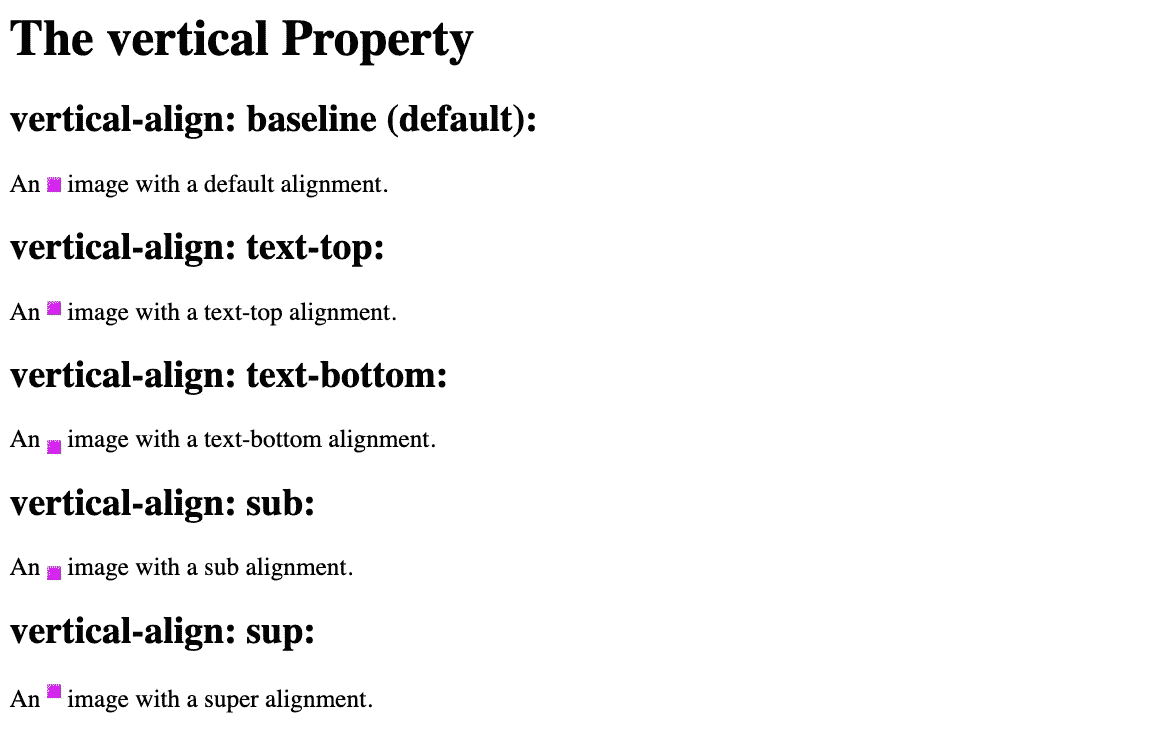 The vertical Property
vertical-align: baseline (default):
An image with a default alignment.
vertical-align: text-top:
An image with a text-top alignment.
vertical-align: text-bottom:
An image with a text-bottom alignment.
vertical-align: sub:
An image with a sub alignment.
vertical-align: sup:
An image with a super alignment.